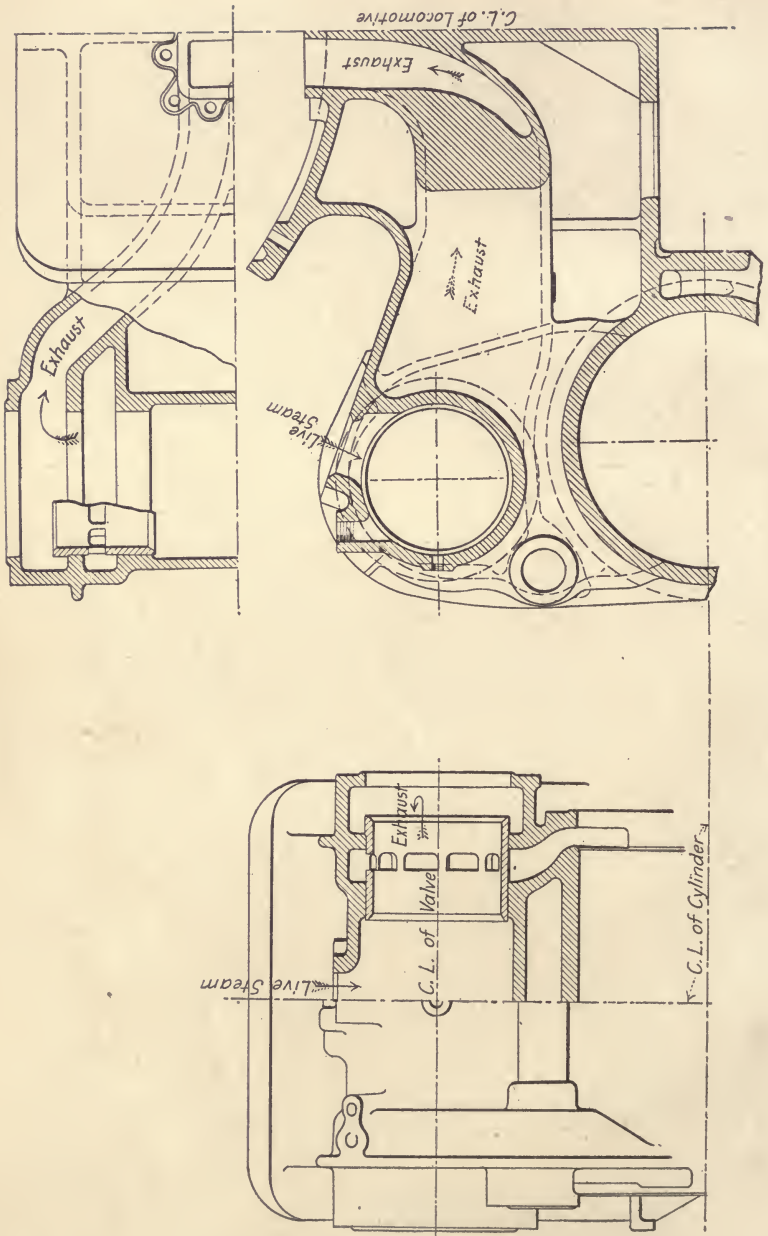 C.L. of Locomotive
Exhaust
Exhaust
Exhaust
Live
Steam
Exhaust
C.L. of Valve
Live Steam
C.L. of Cylinder